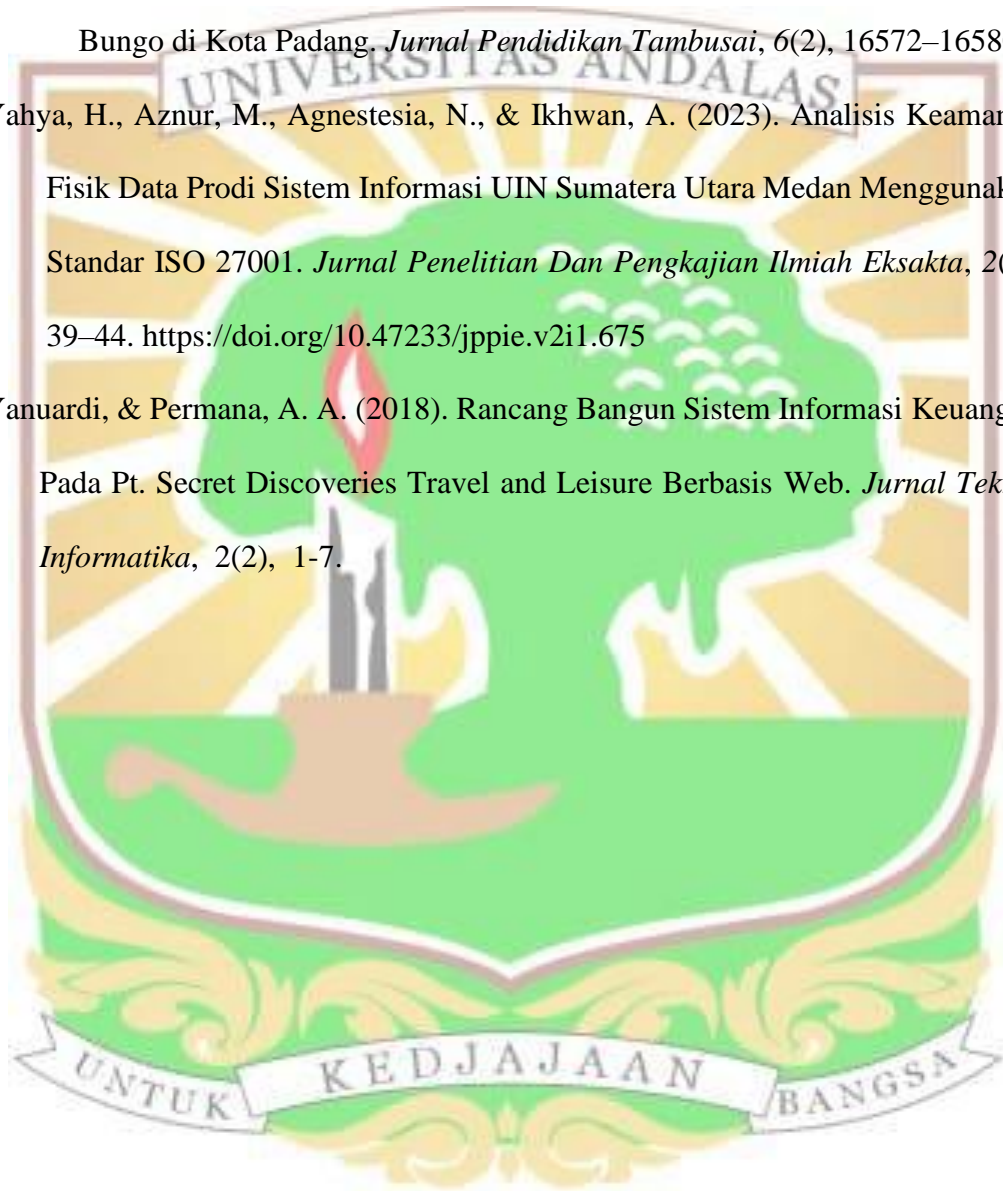 Bungo di Kota Padang. Jurnal Pendidikan Tambusai, 6(2), 16572–1658
UNIVERSITAS ANDALAS
Yahya, H., Aznur, M., Agnestesia, N., & Ikhwan, A. (2023). Analisis Keaman
Fisik Data Prodi Sistem Informasi UIN Sumatera Utara Medan Menggunak
Standar ISO 27001. Jurnal Penelitian Dan Pengkajian Ilmiah Eksakta, 2(
39–44. https://doi.org/10.47233/jppie.v2i1.675
Yanuardi, & Permana, A. A. (2018). Rancang Bangun Sistem Informasi Keuang
Pada Pt. Secret Discoveries Travel and Leisure Berbasis Web. Jurnal Tek
Informatika, 2(2), 1-7.
UNTUK KEDJAJAAN BANGSA